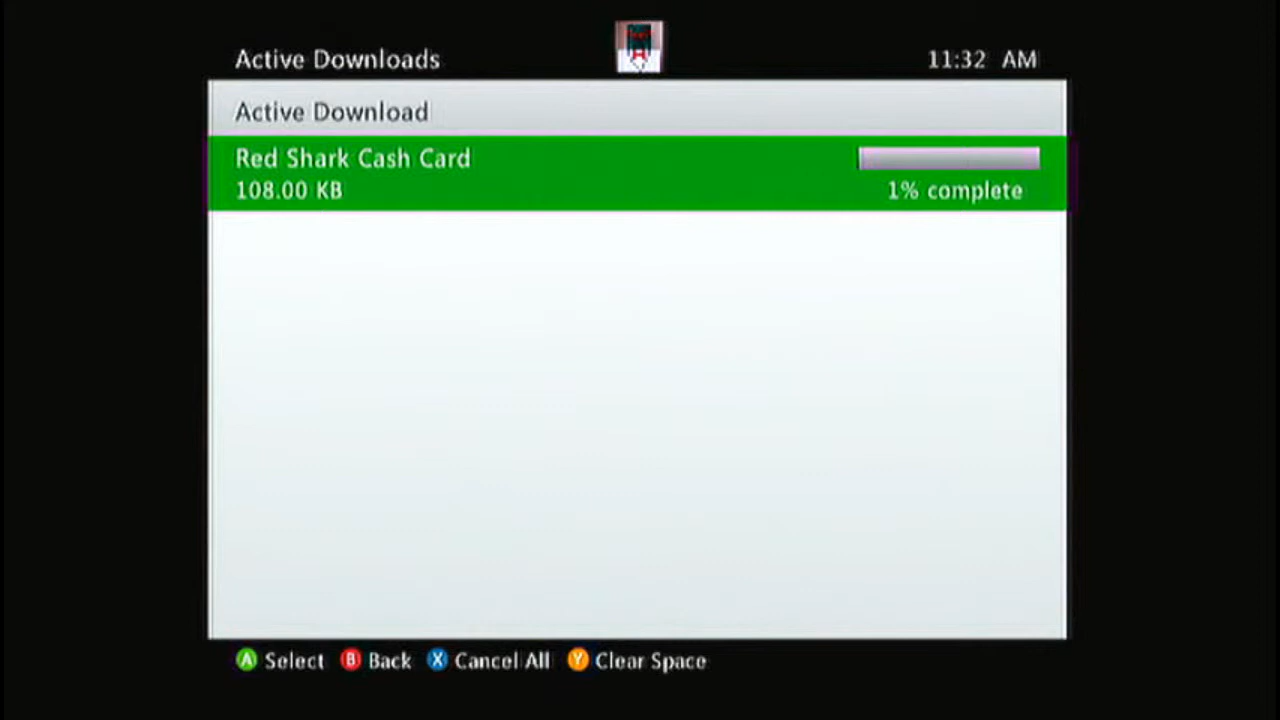 Active Downloads
11:32 AM
Active Download
Red Shark Cash Card
108.00 KB
1% complete
A Select B Back X Cancel All Y Clear Space